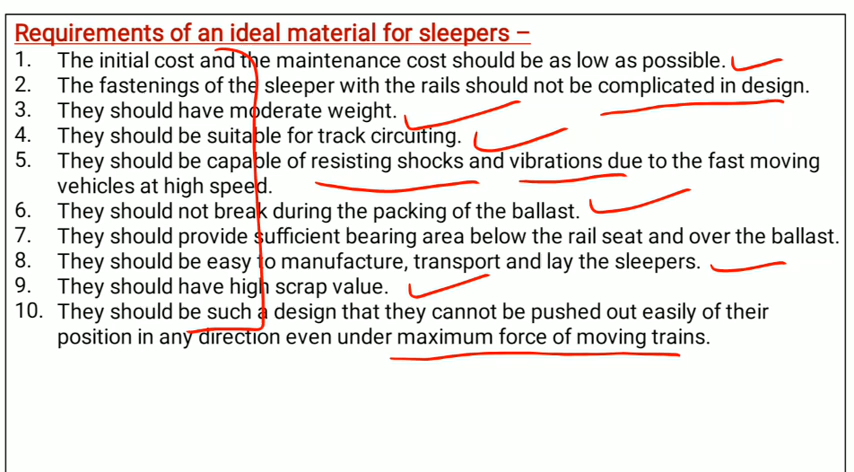 Requirements of an ideal material for sleepers –
1. The initial cost and the maintenance cost should be as low as possible.
2. The fastenings of the sleeper with the rails should not be complicated in design.
3. They should have moderate weight.
4. They should be suitable for track circuiting.
5. They should be capable of resisting shocks and vibrations due to the fast moving
vehicles at high speed.
6. They should not break during the packing of the ballast.
7. They should provide sufficient bearing area below the rail seat and over the ballast.
8. They should be easy to manufacture, transport and lay the sleepers.
9. They should have high scrap value.
10. They should be such a design that they cannot be pushed out easily of their
position in any direction even under maximum force of moving trains.